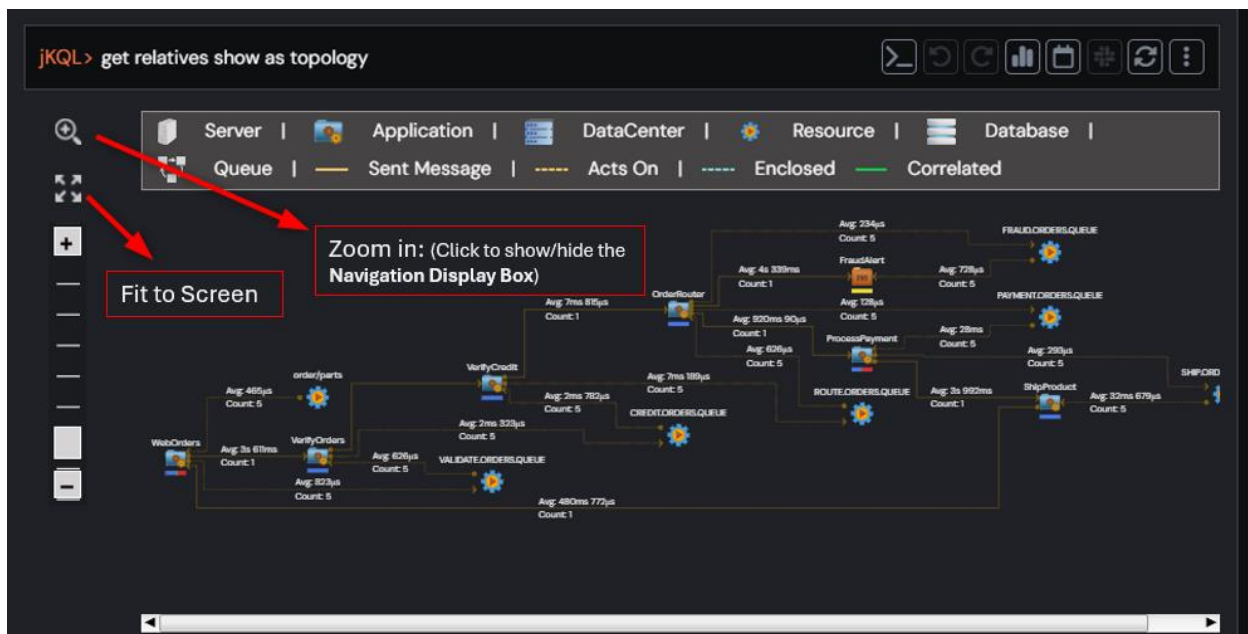 jKQL> get relatives show as topology
Server | Application | DataCenter | Resource | Database |
Queue | Sent Message | Acts On | Enclosed Correlated
Zoom in: (Click to show/hide the
Navigation Display Box)
Fit to Screen
Avg: 234µs
Count: 5
FRAUD.ORDERS.QUEUE
FraudAlert
Avg: 4s 339ms
Count: 1
Avg: 728µs
Count: 5
OrderRouter
Avg: 7ms 815µs
Count: 1
Avg: 128µs
Count: 5
PAYMENT.ORDERS.QUEUE
Avg: 920ms 90µs
Count: 1
ProcessPayment
Avg: 28ms
Count: 5
Avg: 626µs
Count: 5
Avg: 293µs
Count: 5
order/parts
VerifyCredit
Avg: 7ms 189µs
Count: 5
SHIP.ORD
Avg: 465µs
Count: 5
Avg: 2ms 782µs
Count: 5
ROUTE.ORDERS.QUEUE
Avg: 3s 992ms
Count: 1
ShipProduct
Avg: 32ms 679µs
Count: 5
CREDIT.ORDERS.QUEUE
Avg: 2ms 323µs
Count: 5
WebOrders
Avg: 3s 611ms
Count: 1
VerifyOrders
Avg: 626µs
Count: 5
VALIDATE.ORDERS.QUEUE
Avg: 823µs
Count: 5
Avg: 480ms 772µs
Count: 1